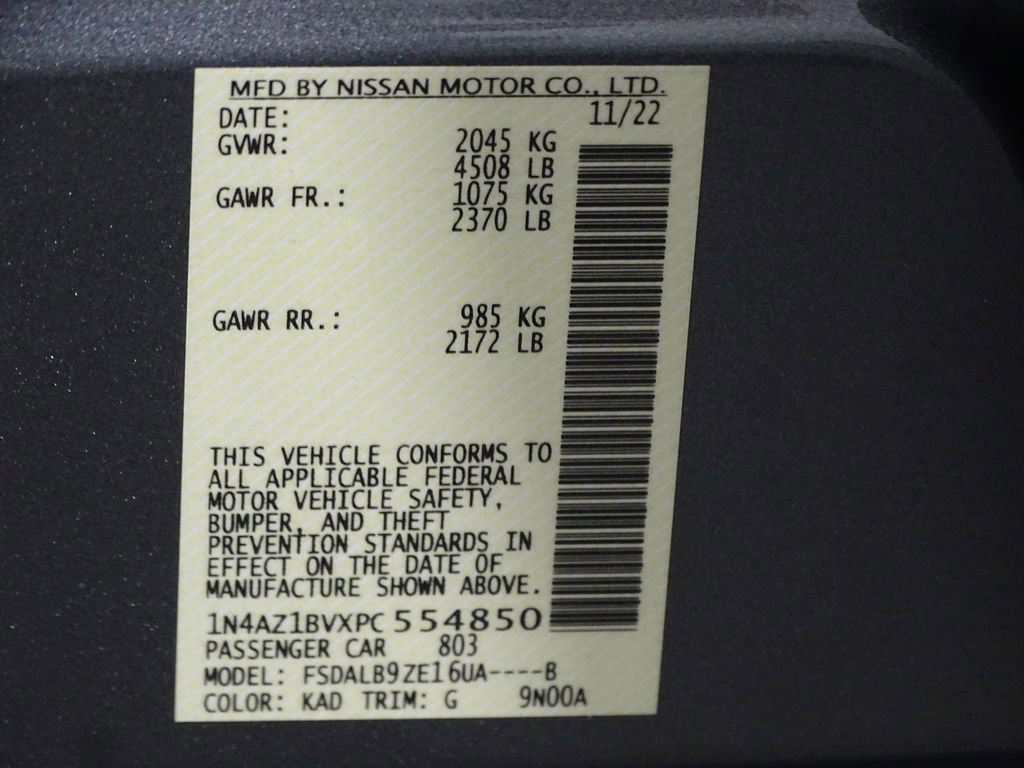 MFD BY NISSAN MOTOR CO., LTD.
DATE: 11/22
GVWR: 2045 KG
4508 LB
GAWR FR.: 1075 KG
2370 LB
GAWR RR.: 985 KG
2172 LB
THIS VEHICLE CONFORMS TO
ALL APPLICABLE FEDERAL
MOTOR VEHICLE SAFETY,
BUMPER, AND THEFT
PREVENTION STANDARDS IN
EFFECT ON THE DATE OF
MANUFACTURE SHOWN ABOVE.
1N4AZ1BVXPC554850
PASSENGER CAR 803
MODEL: FSDALB9ZE16UA----B
COLOR: KAD TRIM: G 9N00A